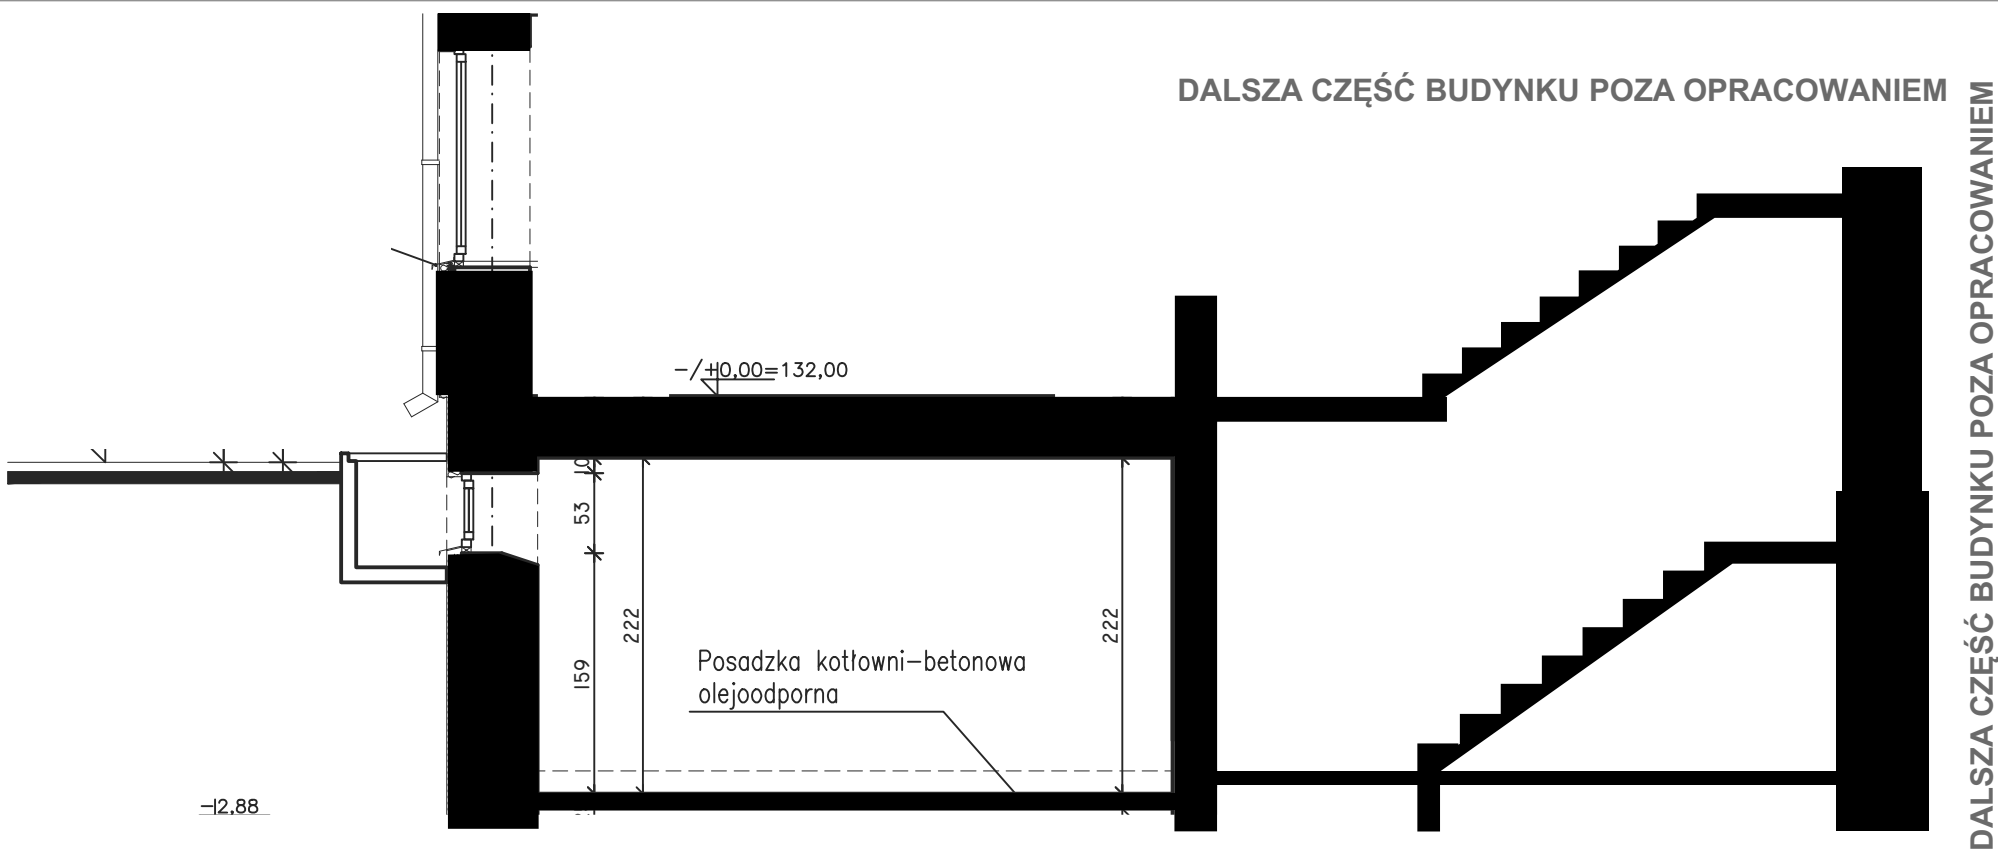 DALSZA CZĘŚĆ BUDYNKU POZA OPRACOWANIEM
DALSZA CZĘŚĆ BUDYNKU POZA OPRACOWANIEM
-/+0,00=132,00
10
53
222
222
159
Posadzka kotłowni-betonowa
olejoodporna
-12,88